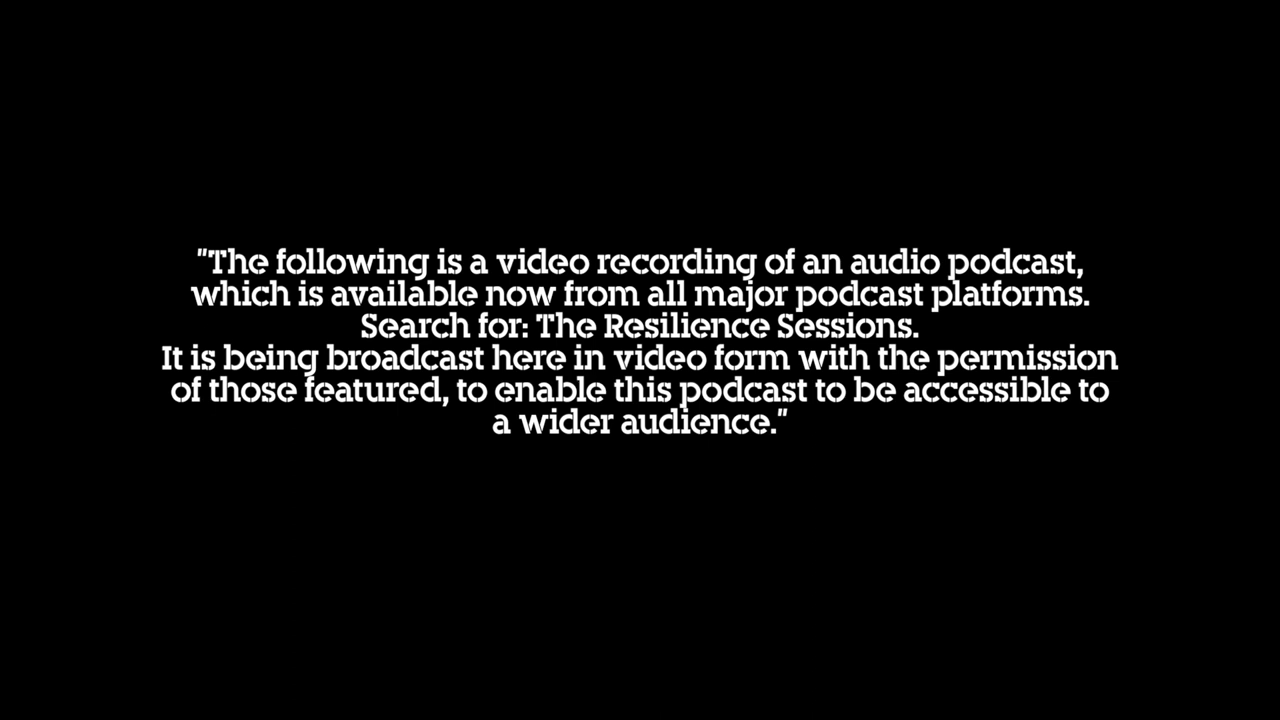 "The following is a video recording of an audio podcast,
which is available now from all major podcast platforms.
Search for: The Resilience Sessions.
It is being broadcast here in video form with the permission
of those featured, to enable this podcast to be accessible to
a wider audience."